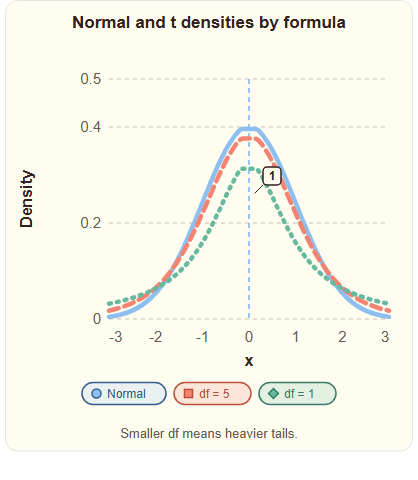 Normal and t densities by formula
0.5
0.4
0.2
0
Density
1
-3 -2 -1 0 1 2 3
x
Normal df = 5 df = 1
Smaller df means heavier tails.